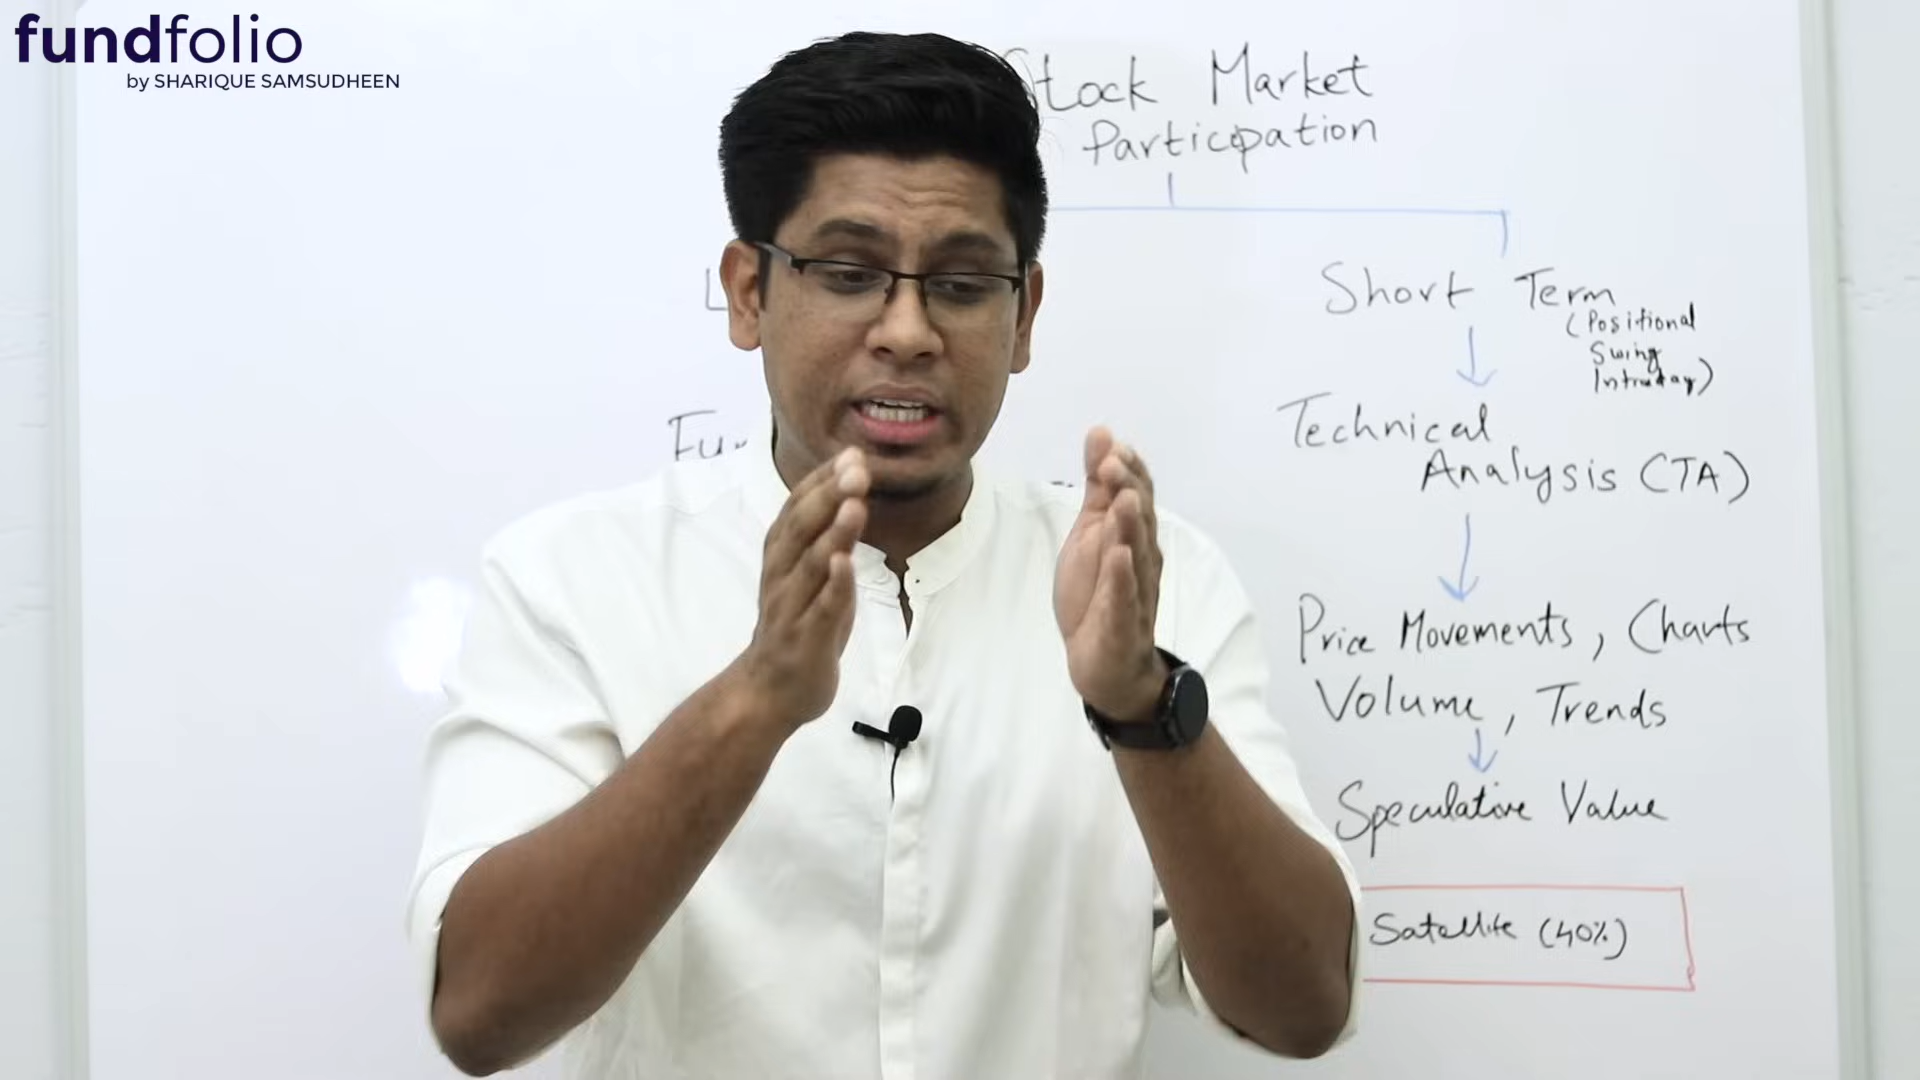 fundfolio
by SHARIQUE SAMSUDHEEN
Stock Market
Participation
Short Term
(Positional
Swing
Intraday)
Technical
Analysis (TA)
Price Movements, Charts
Volume, Trends
Speculative Value
Satellite (40%)